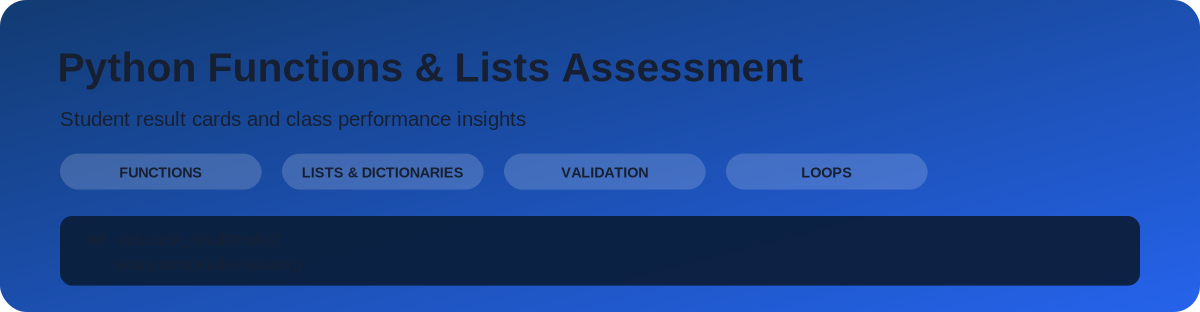 Python Functions & Lists Assessment
Student result cards and class performance insights
FUNCTIONS
LISTS & DICTIONARIES
VALIDATION
LOOPS